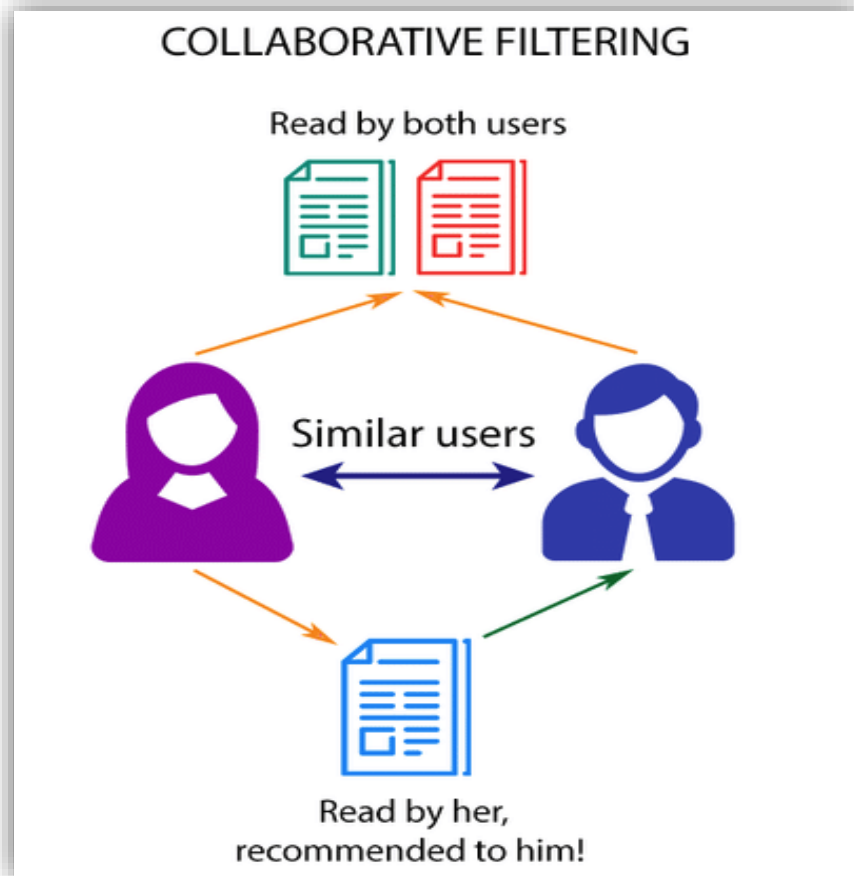 COLLABORATIVE FILTERING
Read by both users
Similar users
Read by her,
recommended to him!